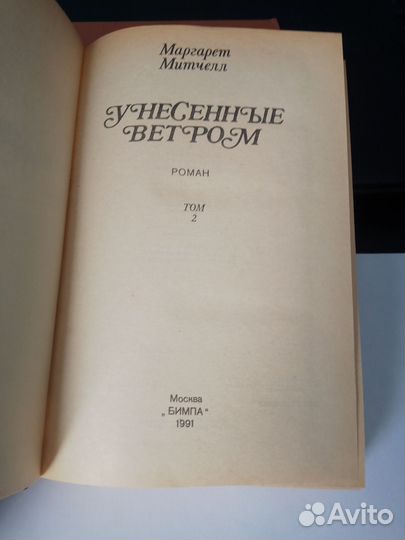 Маргарет
Митчелл
УНЕСЕННЫЕ
ВЕТРОМ
РОМАН
ТОМ
2
Москва
„БИМПА“
1991
Avito